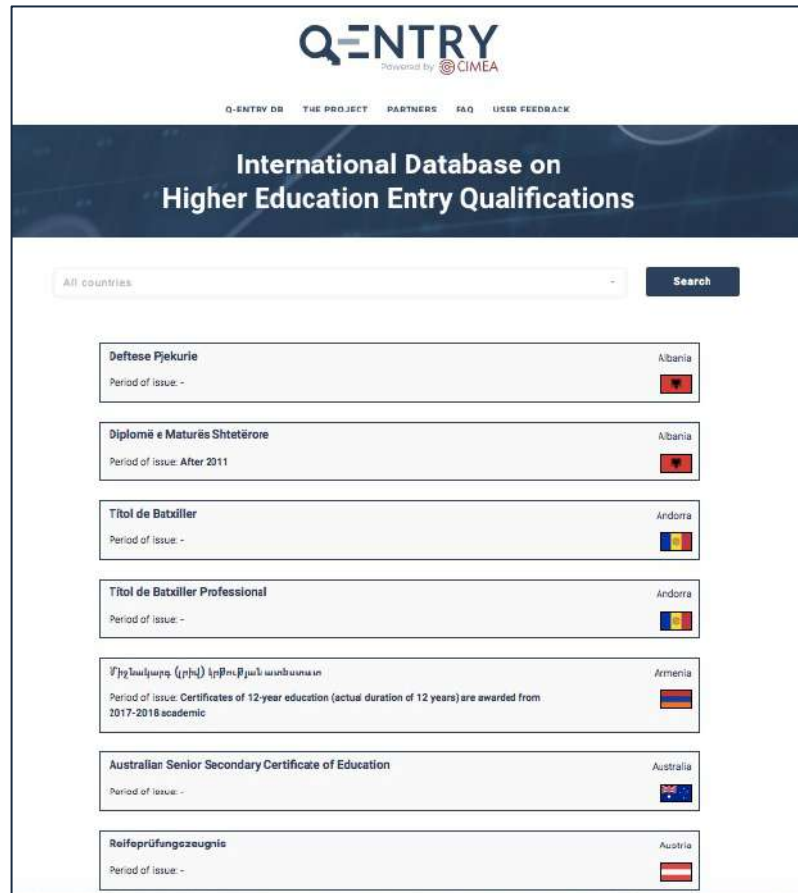 Q-ENTRY
Powered by CIMEA
Q-ENTRY DB THE PROJECT PARTNERS FAQ USER FEEDBACK
International Database on
Higher Education Entry Qualifications
All countries
Search
Deftese Pjekurie
Albania
Period of issue: -
Diplomë e Maturës Shtetërore
Albania
Period of issue: After 2011
Títol de Batxiller
Andorra
Period of issue: -
Títol de Batxiller Professional
Andorra
Period of issue: -
Միջնակարգ (լրիվ) կրթության ատեստատ
Armenia
Period of issue: Certificates of 12-year education (actual duration of 12 years) are awarded from
2017-2018 academic
Australian Senior Secondary Certificate of Education
Australia
Period of issue: -
Reifeprüfungszeugnis
Austria
Period of issue: -